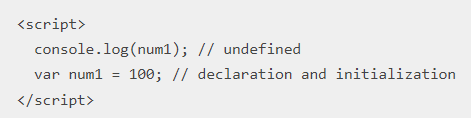 <script>
  console.log(num1); // undefined
  var num1 = 100; // declaration and initialization
</script>